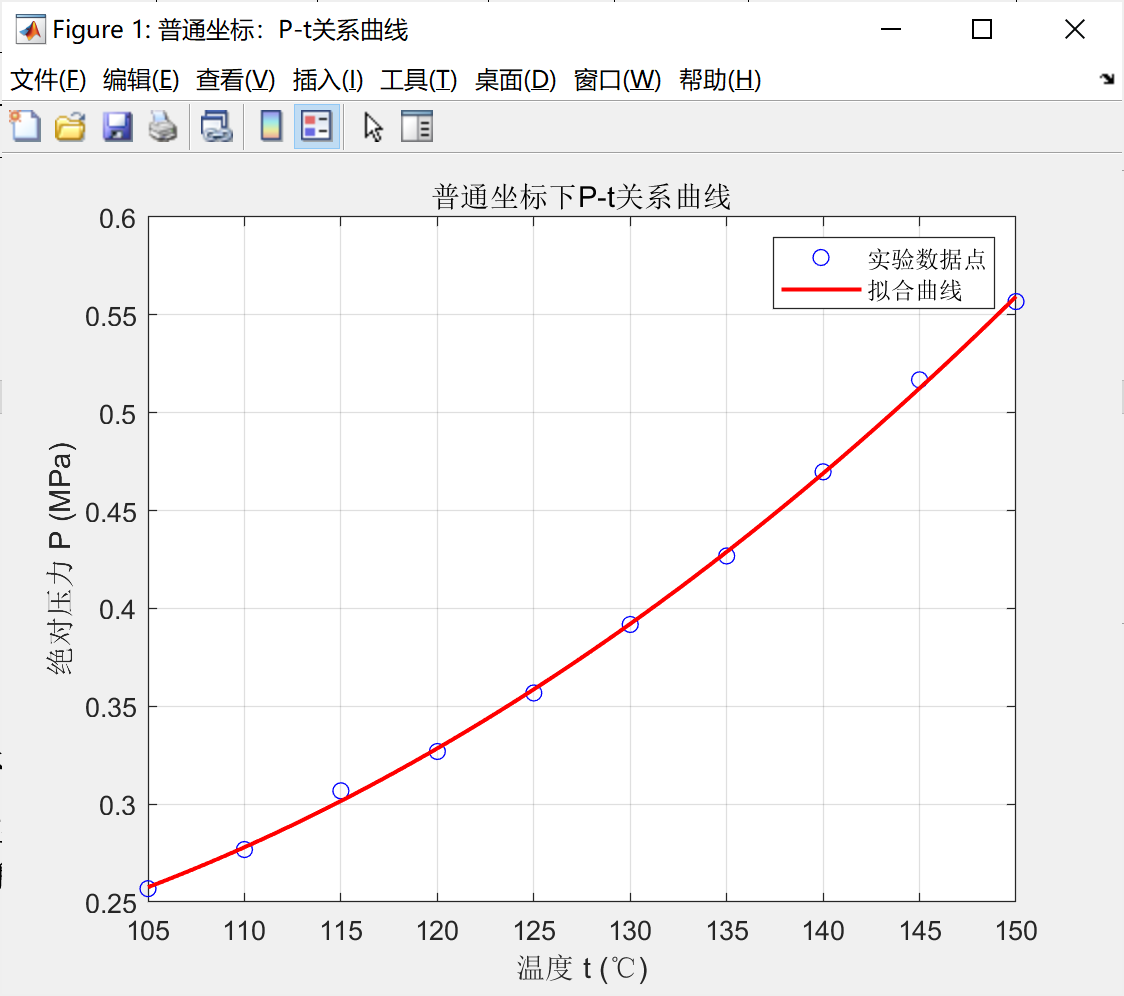 Figure 1: 普通坐标：P-t关系曲线
文件(F) 编辑(E) 查看(V) 插入(I) 工具(T) 桌面(D) 窗口(W) 帮助(H)
普通坐标下P-t关系曲线
实验数据点
拟合曲线
0.6
0.55
0.5
0.45
0.4
0.35
0.3
0.25
绝对压力 P (MPa)
105 110 115 120 125 130 135 140 145 150
温度 t (℃)